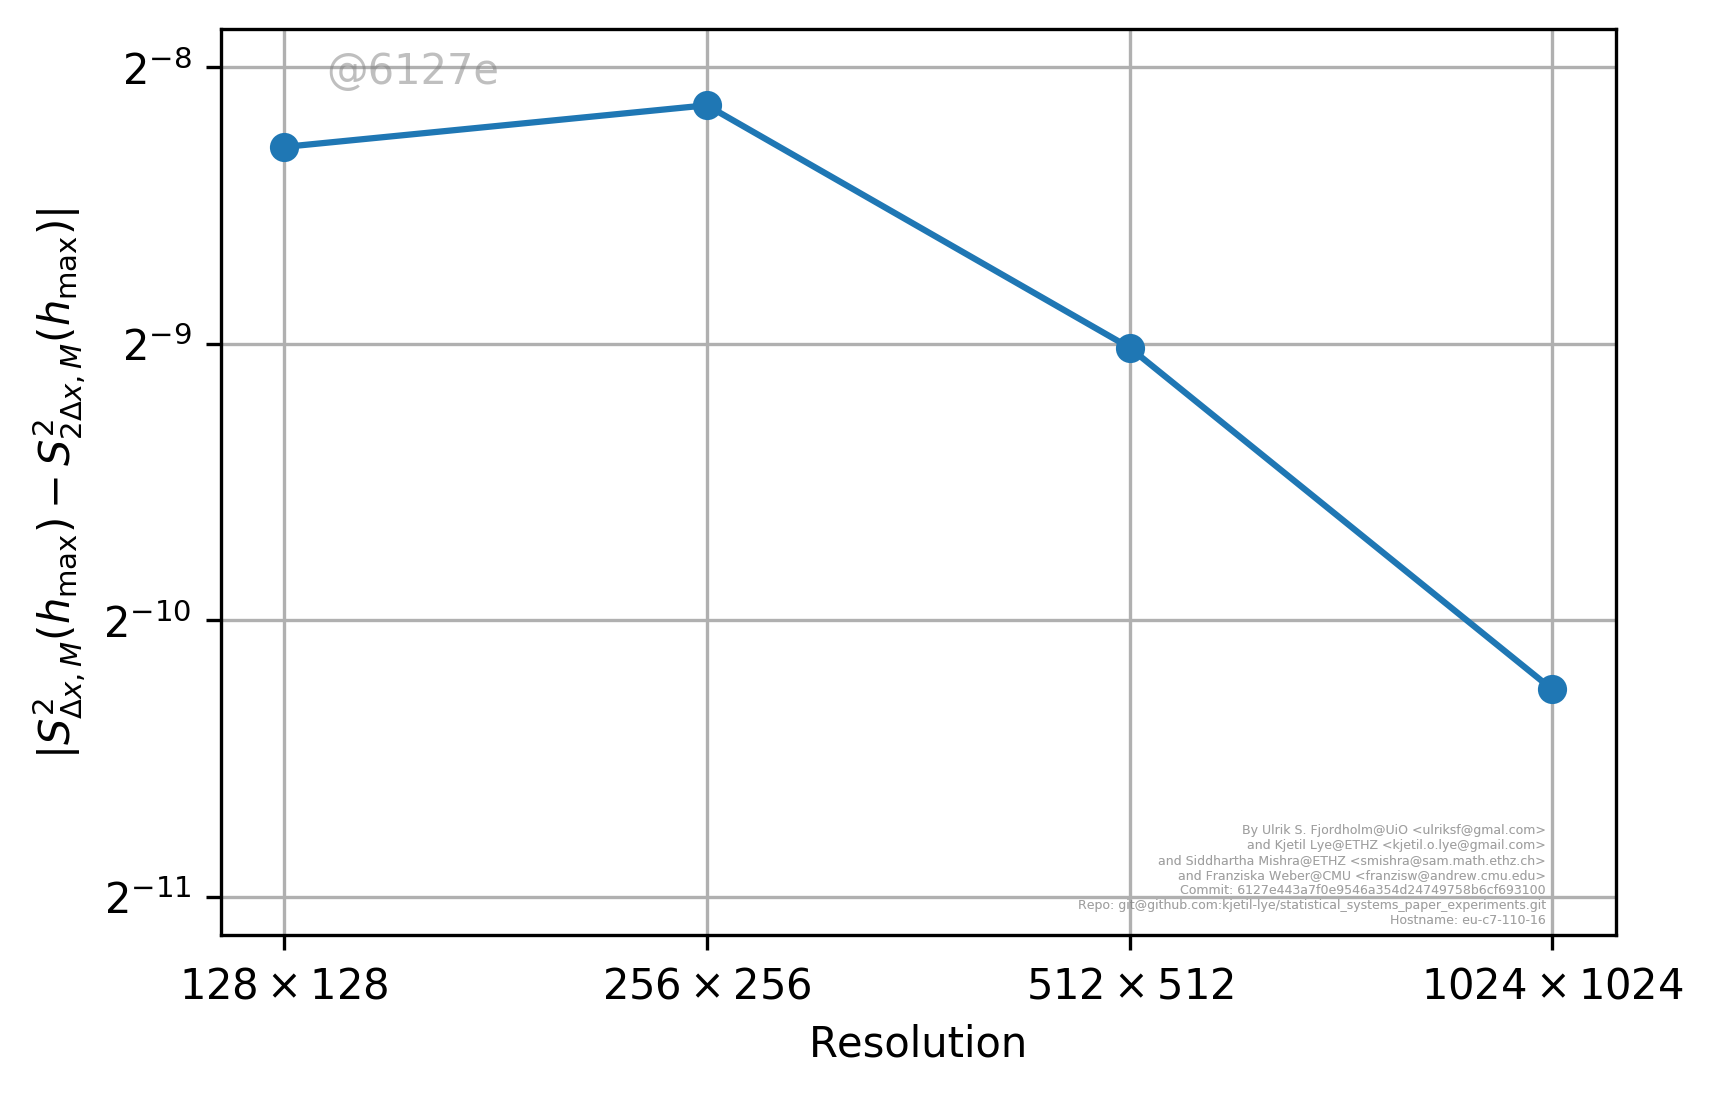 @6127e
2⁻⁸
2⁻⁹
2⁻¹⁰
2⁻¹¹
|S²_{Δx, M}(h_max) − S²_{2Δx, M}(h_max)|
By Ulrik S. Fjordholm@UiO <ulriksf@gmal.com>
and Kjetil Lye@ETHZ <kjetil.o.lye@gmail.com>
and Siddhartha Mishra@ETHZ <smishra@sam.math.ethz.ch>
and Franziska Weber@CMU <franzisw@andrew.cmu.edu>
Commit: 6127e443a7f0e9546a354d24749758b6cf693100
Repo: git@github.com:kjetil-lye/statistical_systems_paper_experiments.git
Hostname: eu-c7-110-16
128 × 128 256 × 256 512 × 512 1024 × 1024
Resolution